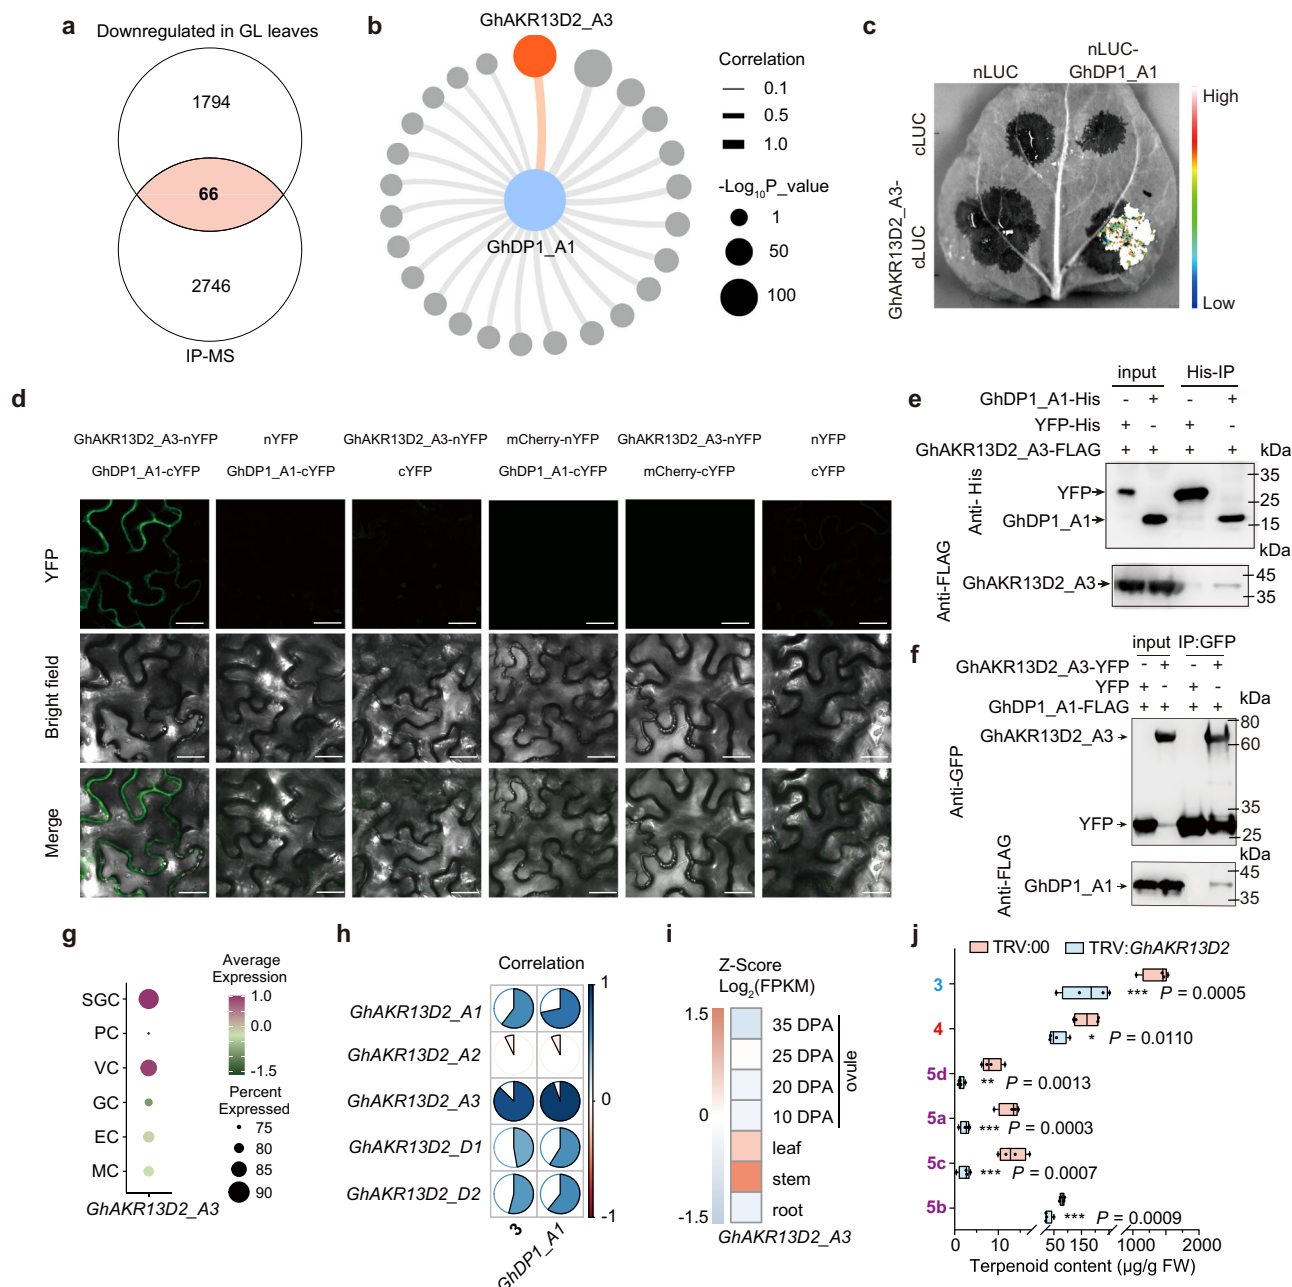 a
Downregulated in GL leaves
1794
66
2746
IP-MS
b
GhAKR13D2_A3
GhDP1_A1
Correlation
0.1
0.5
1.0
-Log10P_value
1
50
100
c
nLUC
nLUC-
GhDP1_A1
cLUC
GhAKR13D2_A3-
cLUC
High
Low
d
GhAKR13D2_A3-nYFP nYFP GhAKR13D2_A3-nYFP mCherry-nYFP GhAKR13D2_A3-nYFP nYFP
GhDP1_A1-cYFP GhDP1_A1-cYFP cYFP GhDP1_A1-cYFP mCherry-cYFP cYFP
YFP
Bright field
Merge
e
input His-IP
GhDP1_A1-His - + - +
YFP-His + - + -
GhAKR13D2_A3-FLAG + + + + kDa
Anti- His
YFP
GhDP1_A1
35
25
15
kDa
Anti-FLAG
GhAKR13D2_A3
45
35
f
input IP:GFP
GhAKR13D2_A3-YFP - + - +
YFP + - + -
GhDP1_A1-FLAG + + + +
kDa
Anti-GFP
GhAKR13D2_A3
YFP
80
60
35
25
kDa
Anti-FLAG
GhDP1_A1
45
35
g
SGC
PC
VC
GC
EC
MC
GhAKR13D2_A3
Average
Expression
1.0
0.0
-1.5
Percent
Expressed
75
80
85
90
h
Correlation
GhAKR13D2_A1
GhAKR13D2_A2
GhAKR13D2_A3
GhAKR13D2_D1
GhAKR13D2_D2
3
GhDP1_A1
1
0
-1
i
Z-Score
Log2(FPKM)
1.5
0
-1.5
35 DPA
25 DPA
20 DPA
10 DPA
ovule
leaf
stem
root
GhAKR13D2_A3
j
TRV:00 TRV:GhAKR13D2
3
*** P = 0.0005
4
* P = 0.0110
5d
** P = 0.0013
5a
*** P = 0.0003
5c
*** P = 0.0007
5b
*** P = 0.0009
0 10 50 150 1000 2000
Terpenoid content (µg/g FW)